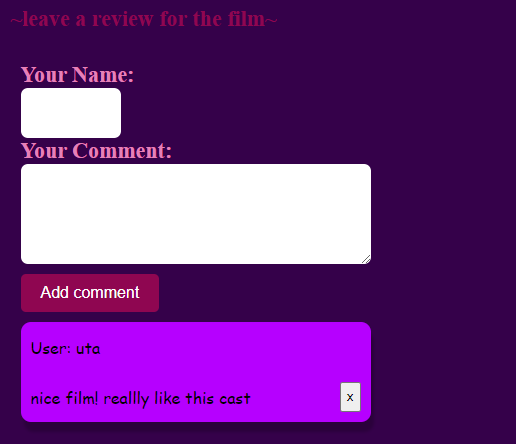 ~leave a review for the film~
Your Name:
Your Comment:
Add comment
User: uta
nice film! reallly like this cast
x